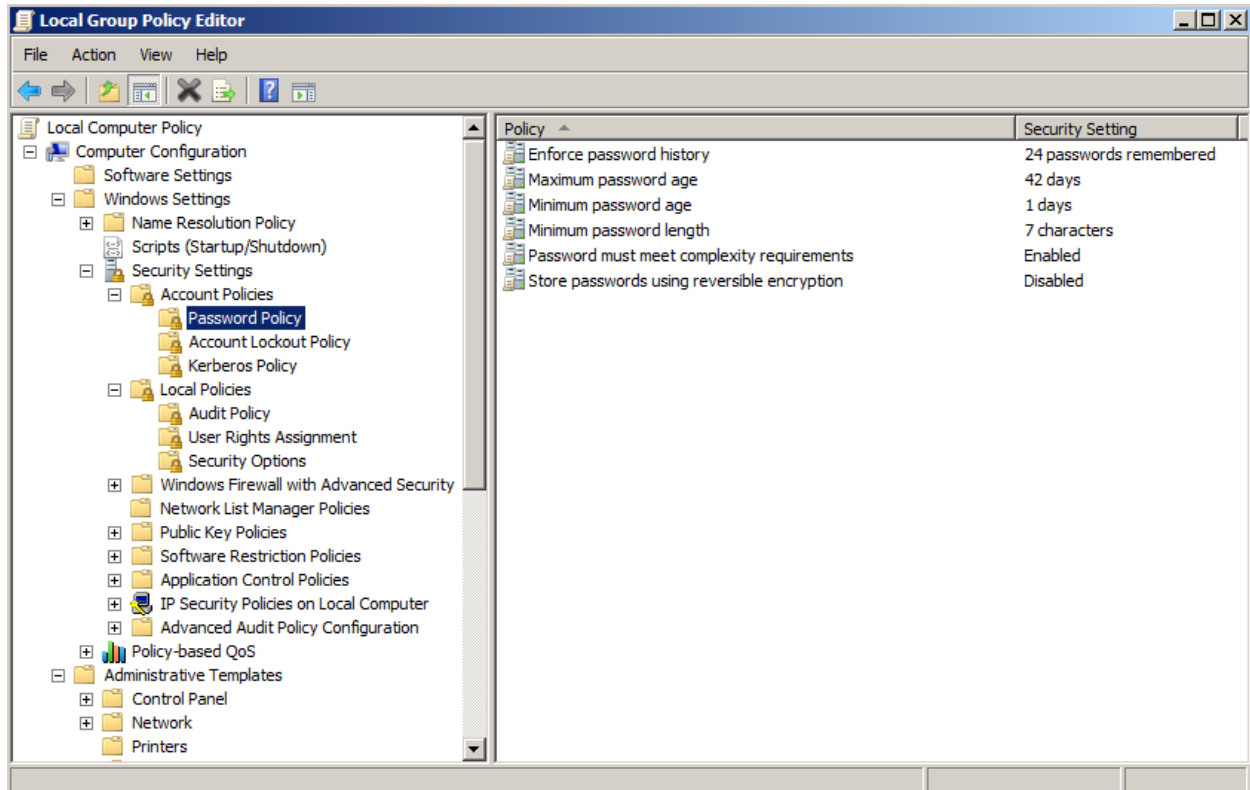 Local Group Policy Editor
File Action View Help
Local Computer Policy
Computer Configuration
Software Settings
Windows Settings
Name Resolution Policy
Scripts (Startup/Shutdown)
Security Settings
Account Policies
Password Policy
Account Lockout Policy
Kerberos Policy
Local Policies
Audit Policy
User Rights Assignment
Security Options
Windows Firewall with Advanced Security
Network List Manager Policies
Public Key Policies
Software Restriction Policies
Application Control Policies
IP Security Policies on Local Computer
Advanced Audit Policy Configuration
Policy-based QoS
Administrative Templates
Control Panel
Network
Printers
Policy Security Setting
Enforce password history 24 passwords remembered
Maximum password age 42 days
Minimum password age 1 days
Minimum password length 7 characters
Password must meet complexity requirements Enabled
Store passwords using reversible encryption Disabled